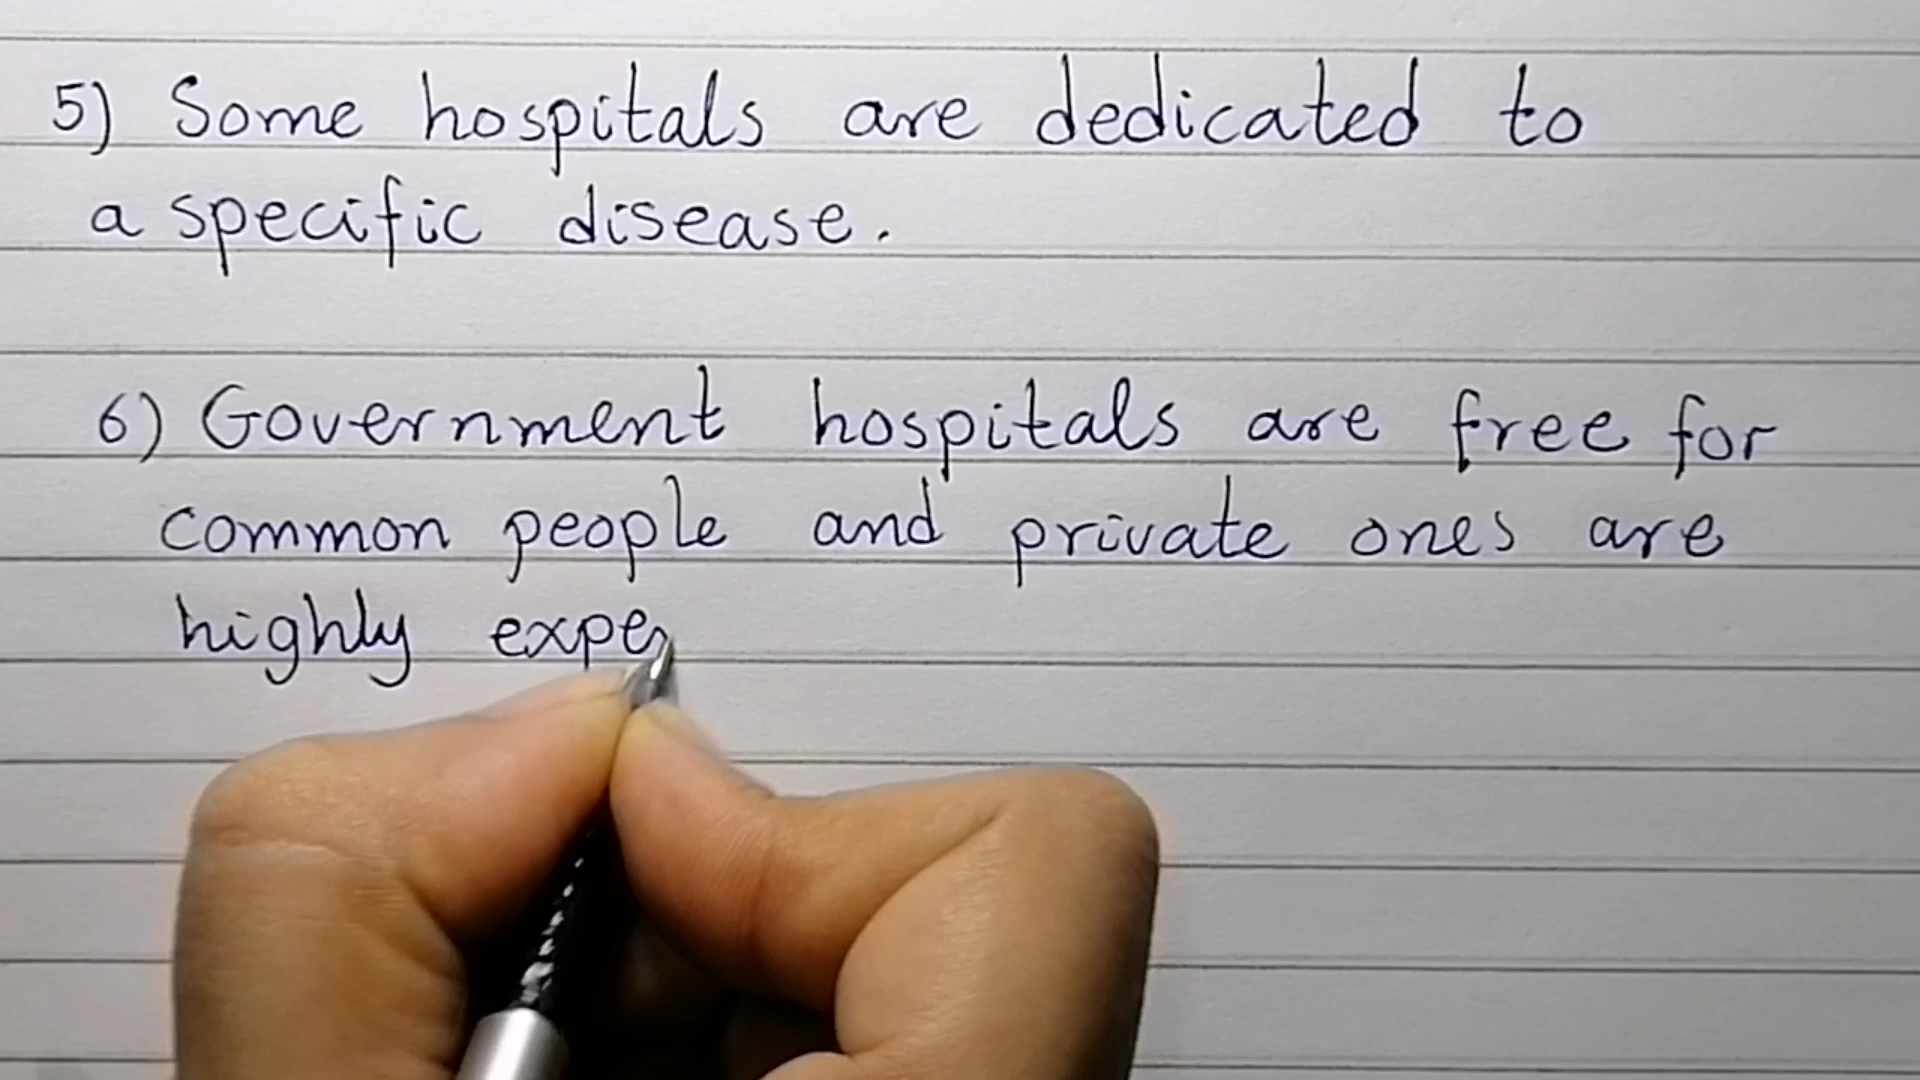 5) Some hospitals are dedicated to
a specific disease.
6) Government hospitals are free for
common people and private ones are
highly expen